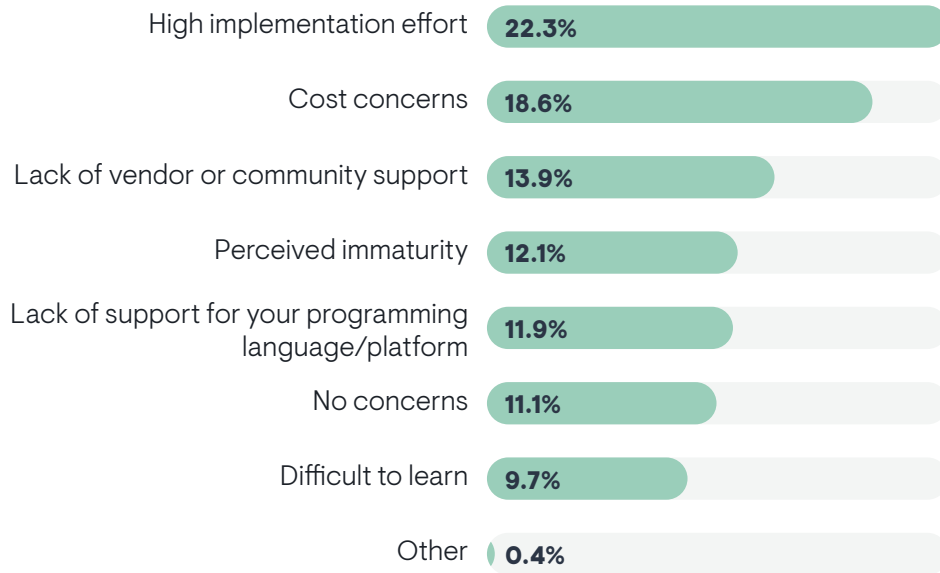 High implementation effort 22.3%
Cost concerns 18.6%
Lack of vendor or community support 13.9%
Perceived immaturity 12.1%
Lack of support for your programming
language/platform 11.9%
No concerns 11.1%
Difficult to learn 9.7%
Other 0.4%